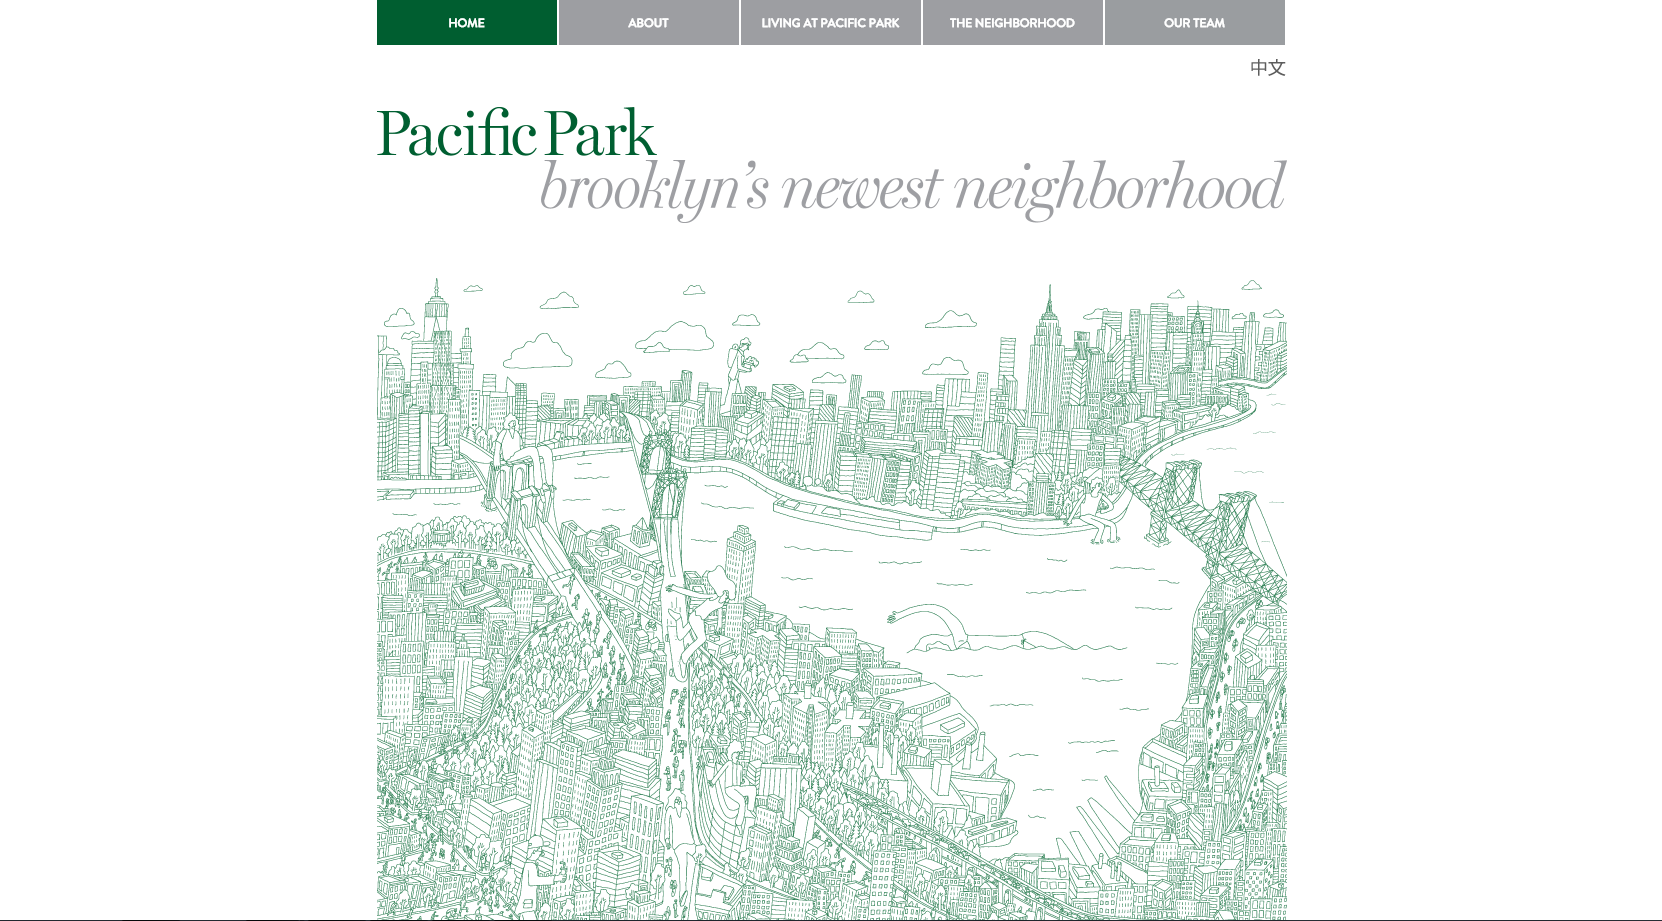 HOME
ABOUT
LIVING AT PACIFIC PARK
THE NEIGHBORHOOD
OUR TEAM
中文
Pacific Park
brooklyn's newest neighborhood